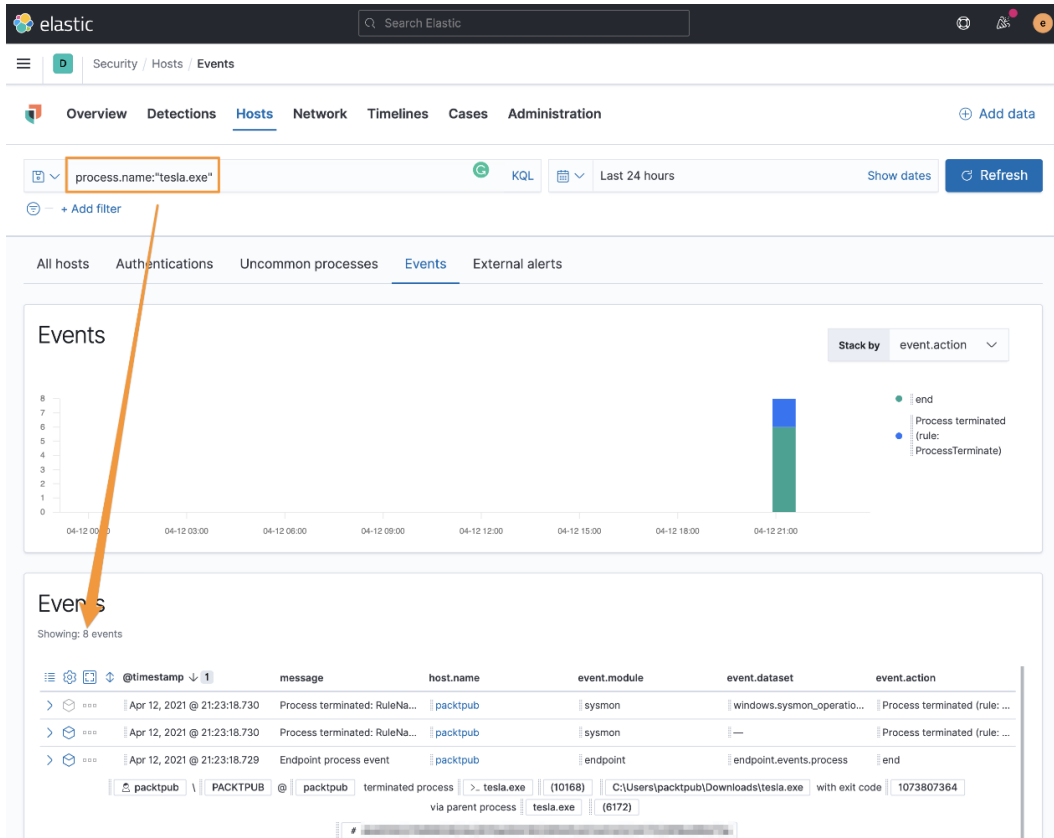 elastic
Search Elastic
e
D
Security / Hosts / Events
Overview Detections Hosts Network Timelines Cases Administration
Add data
process.name:"tesla.exe"
KQL
Last 24 hours
Show dates
Refresh
+ Add filter
All hosts Authentications Uncommon processes Events External alerts
Events
Stack by event.action
8
7
6
5
4
3
2
1
0
end
Process terminated
(rule:
ProcessTerminate)
04-12 03:00 04-12 06:00 04-12 09:00 04-12 12:00 04-12 15:00 04-12 18:00 04-12 21:00
Events
Showing: 8 events
@timestamp 1 message host.name event.module event.dataset event.action
Apr 12, 2021 @ 21:23:18.730 Process terminated: RuleNa... packtpub sysmon windows.sysmon_operatio... Process terminated (rule: ...
Apr 12, 2021 @ 21:23:18.730 Process terminated: RuleNa... packtpub sysmon — Process terminated (rule: ...
Apr 12, 2021 @ 21:23:18.729 Endpoint process event packtpub endpoint endpoint.events.process end
packtpub \ PACKTPUB @ packtpub terminated process >_ tesla.exe (10168) C:\Users\packtpub\Downloads\tesla.exe with exit code 1073807364
via parent process tesla.exe (6172)
#